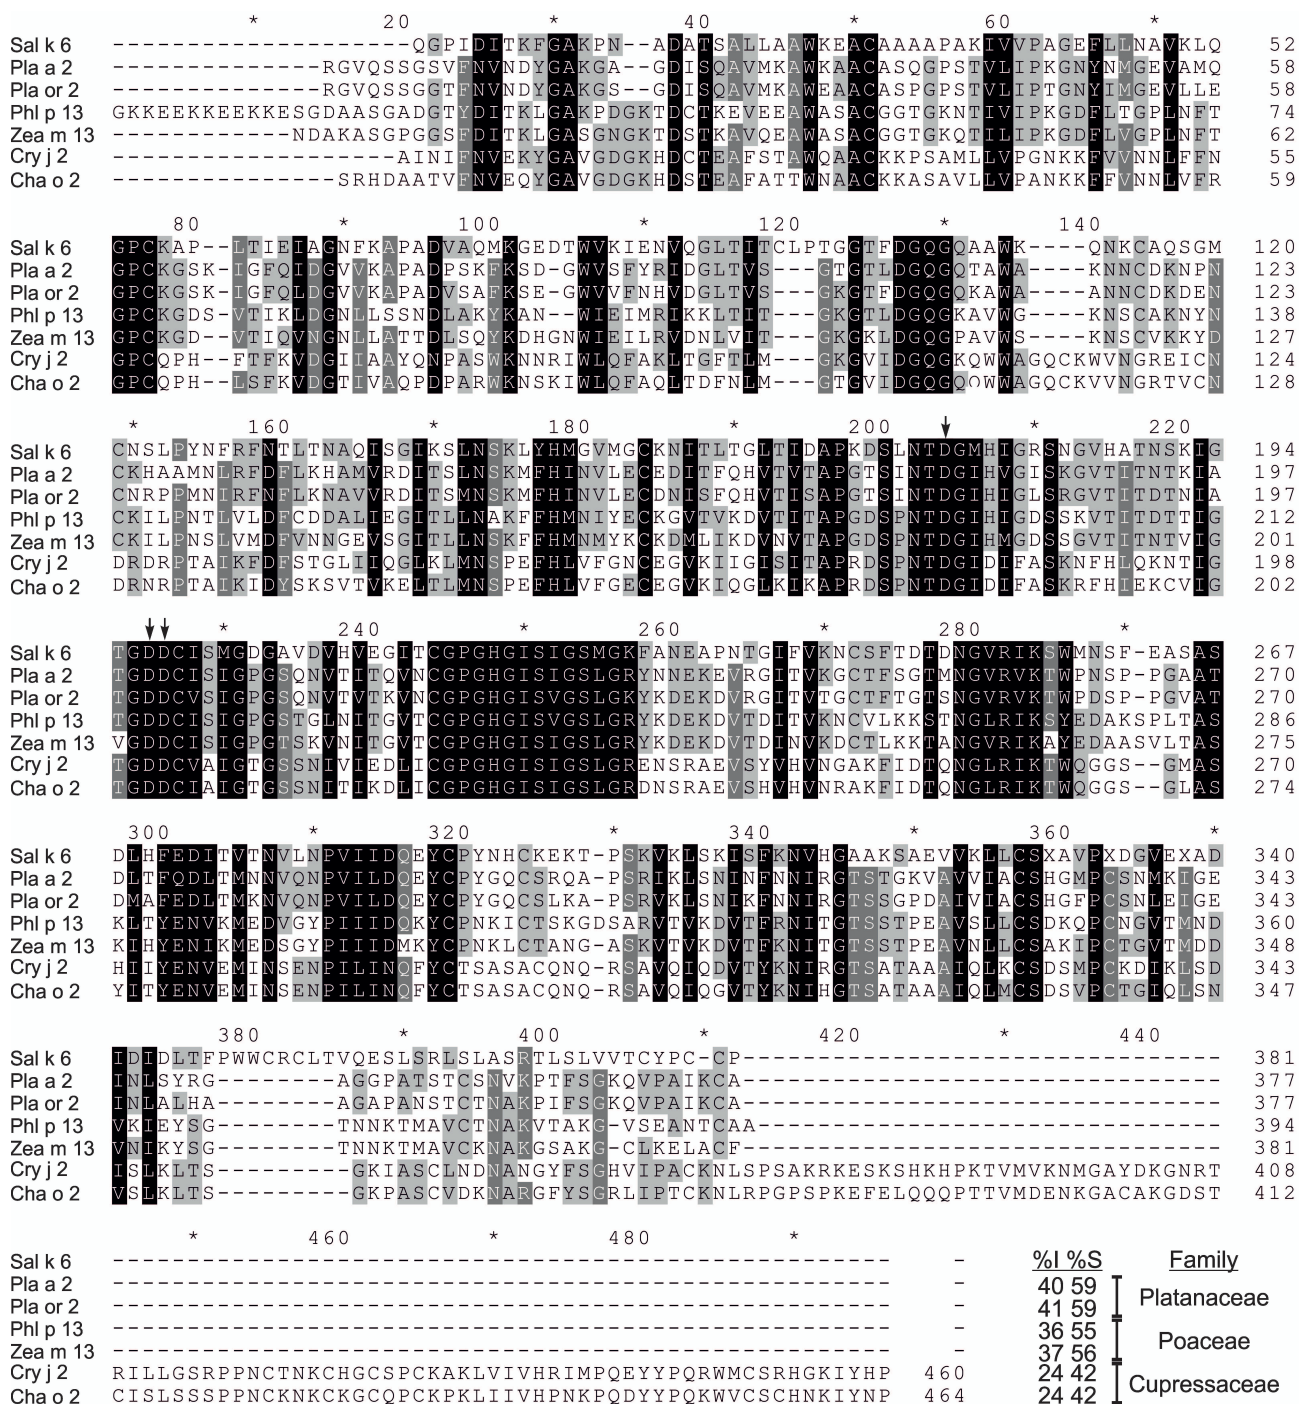 * 20 * 40 * 60 *
Sal k 6 --------------------QGPIDITKFGAKPN--ADATSALLAAWKEACAAAAPAKIVVPAGEFLLNAVKLQ 52
Pla a 2 --------------RGVQSSGSVFNVNDYGAKGA--GDISQAVMKAWKAACASQGPSTVLIPKGNYNMGEVAMQ 58
Pla or 2 --------------RGVQSSGGTFNVNDYGAKGS--GDISQAVMKAWEAACASPGPSTVLIPTGNYIMGEVLLE 58
Phl p 13 GKKEEKKEEKKESGDAASGADGTYDITKLGAKPDGKTDCTKEVEEAWASACGGTGKNTIVIPKGDFLTGPLNFT 74
Zea m 13 ------------NDAKASGPGGSFDITKLGASGNGKTDSTKAVQEAWASACGGTGKQTILIPKGDFLVGPLNFT 62
Cry j 2 -------------------AINIFNVEKYGAVGDGKHDCTEAFSTAWQAACKKPSAMLLVPGNKKFVVNNLFFN 55
Cha o 2 ---------------SRHDAATVFNVEQYGAVGDGKHDSTEAFATTWNAACKKASAVLLVPANKKFFVNNLVFR 59
80 * 100 * 120 * 140
Sal k 6 GPCKAP--LTIEIAGNFKAPADVAQMKGEDTWVKIENVQGLTITCLPTGGTFDGQGQAAWK----QNKCAQSGM 120
Pla a 2 GPCKGSK-IGFQIDGVVKAPADPSKFKSD-GWVSFYRIDGLTVS---GTGTLDGQGQTAWA----KNNCDKNPN 123
Pla or 2 GPCKGSK-IGFQLDGVVKAPADVSAFKSE-GWVVFNHVDGLTVS---GKGTFDGQGQKAWA----ANNCDKDEN 123
Phl p 13 GPCKGDS-VTIKLDGNLLSSNDLAKYKAN--WIEIMRIKKLTIT---GKGTLDGQGKAVWG----KNSCAKNYN 138
Zea m 13 GPCKGD--VTIQVNGNLLATTDLSQYKDHGNWIEILRVDNLVIT---GKGTLDGQGPAVWS----KNSCVKKYD 127
Cry j 2 GPCQPH--FTFKVDGIIAAYQNPASWKNNRIWLQFAKLTGFTLM---GKGVIDGQGKQWWAGQCKWVNGREICN 124
Cha o 2 GPCQPH--LSFKVDGTIVAQPDPARWKNSKIWLQFAQLTDFNLM---GTGVIDGQGQQWWAGQCKVVNGRTVCN 128
* 160 * 180 * 200 * 220
Sal k 6 CNSLPYNFRFNTLTNAQISGIKSLNSKLYHMGVMGCKNITLTGLTIDAPKDSLNTDGMHIGRSNGVHATNSKIG 194
Pla a 2 CKHAAMNLRFDFLKHAMVRDITSLNSKMFHINVLECEDITFQHVTVTAPGTSINTDGIHVGISKGVTITNTKIA 197
Pla or 2 CNRPPMNIRFNFLKNAVVRDITSMNSKMFHINVLECDNISFQHVTISAPGTSINTDGIHIGLSRGVTITDTNIA 197
Phl p 13 CKILPNTLVLDFCDDALIEGITLLNAKFFHMNIYECKGVTVKDVTITAPGDSPNTDGIHIGDSSKVTITDTTIG 212
Zea m 13 CKILPNSLVMDFVNNGEVSGITLLNSKFFHMNMYKCKDMLIKDVNVTAPGDSPNTDGIHMGDSSGVTITNTVIG 201
Cry j 2 DRDRPTAIKFDFSTGLIIQGLKLMNSPEFHLVFGNCEGVKIIGISITAPRDSPNTDGIDIFASKNFHLQKNTIG 198
Cha o 2 DRNRPTAIKIDYSKSVTVKELTLMNSPEFHLVFGECEGVKIQGLKIKAPRDSPNTDGIDIFASKRFHIEKCVIG 202
* 240 * 260 * 280 *
Sal k 6 TGDDCISMGDGAVDVHVEGITCGPGHGISIGSMGKFANEAPNTGIFVKNCSFTDTDNGVRIKSWMNSF-EASAS 267
Pla a 2 TGDDCISIGPGSQNVTITQVNCGPGHGISIGSLGRYNNEKEVRGITVKGCTFSGTMNGVRVKTWPNSP-PGAAT 270
Pla or 2 TGDDCVSIGPGSQNVTVTKVNCGPGHGISVGSLGRYKDEKDVRGITVTGCTFTGTSNGVRVKTWPNSP-PGVAT 270
Phl p 13 TGDDCISIGPGSTGLNITGVTCGPGHGISVGSLGRYKDEKDVTDITVKNCVLKKSTNGLRIKSYEDAKSPLTAS 286
Zea m 13 VGDDCISIGPGTSKVNITGVTCGPGHGISIGSLGRYKDEKDVTDINVKDCTLKKTANGVRIKAYEDAASVLTAS 275
Cry j 2 TGDDCVAIGTGSSNIVIEDLICGPGHGISIGSLGRENSRAEVSYVHVNGAKFIDTQNGLRIKTWQGGS--GMAS 270
Cha o 2 TGDDCIAIGTGSSNITIKDLICGPGHGISIGSLGRDNSRAEVSHVHVNRAKFIDTQNGLRIKTWQGGS--GLAS 274
300 * 320 * 340 * 360 *
Sal k 6 DLHFEDITVTNVLNPVIIDQEYCPYNHCKEKT-PSKVKLSKISFKNVHGAAKSAEVVKLLCSXAVPXDGVEXAD 340
Pla a 2 DLTFQDLTMNNVQNPVILDQEYCPYGQCSRQA-PSRIKLSNINFNNIRGTSTGKVAVVIACSHGMPCSNMKIGE 343
Pla or 2 DMAFEDLTMKNVQNPVILDQEYCPYGQCSLKA-PSRVKLSNIKFNNIRGTSSGPDAIVIACSHGFPCSNLEIGE 343
Phl p 13 KLTYENVKMEDVGYPIIIDQKYCPNKICTSKGDSARVTVKDVTFRNITGTSSTPEAVSLLCSDKQPCNGVTMND 360
Zea m 13 KIHYENIKMEDSGYPIIIDMKYCPNKLCTANG-ASKVTVKDVTFKNITGTSSTPEAVNLLCSAKIPCTGVTMDD 348
Cry j 2 HIIYENVEMINSENPILINQFYCTSASACQNQ-RSAVQIQDVTYKNIRGTSATAAAIQLKCSDSMPCKDIKLSD 343
Cha o 2 YLTYENVEMINSENPILINQFYCTSASACQNQ-RSAVQIQGVTYKNIHGTSATAAAIQLMCSDSVPCTGIQLSN 347
380 * 400 * 420 * 440
Sal k 6 IDIDLTFPWWCRCLTVQESLSRLSLASRTLSLVVTCYPC-CP-------------------------------- 381
Pla a 2 INLSYRG--------AGGPATSTCSNVKPTFSGKQVPAIKCA-------------------------------- 377
Pla or 2 INLALHA--------AGAPANSTCTNAKPIFSGKQVPAIKCA-------------------------------- 377
Phl p 13 VKIEYSG--------TNNKTMAVCTNAKVTAKG-VSEANTCAA------------------------------- 394
Zea m 13 VNIKYSG--------TNNKTMAVCKNAKGSAKG-CLKELACF-------------------------------- 381
Cry j 2 ISLKLTS--------GKIASCLNDNANGYFSGHVIPACKNLSPSAKRKESKSHKHPKTVMVKNMGAYDKGNRT 408
Cha o 2 VSLKLTS--------GKPASCVDKNARGFYSGRLIPTCKNLRPGPSPKEFELQQQPTTVMDENKGACAKGDST 412
* 460 * 480 *
Sal k 6 ---------------------------------------------------- -
Pla a 2 ---------------------------------------------------- -
Pla or 2 ---------------------------------------------------- -
Phl p 13 ---------------------------------------------------- -
Zea m 13 ---------------------------------------------------- -
Cry j 2 RILLGSRPPNCTNKCHGCSPCKAKLVIVHRIMPQEYYPQRWMCSRHGKIYHP 460
Cha o 2 CISLSSSPPNCKNKCKGCQPCKPKLIIVHPNKPQDYYPQKWVCSCHNKIYNP 464
%I %S Family
40 59
41 59
Platanaceae
36 55
37 56
Poaceae
24 42
24 42
Cupressaceae